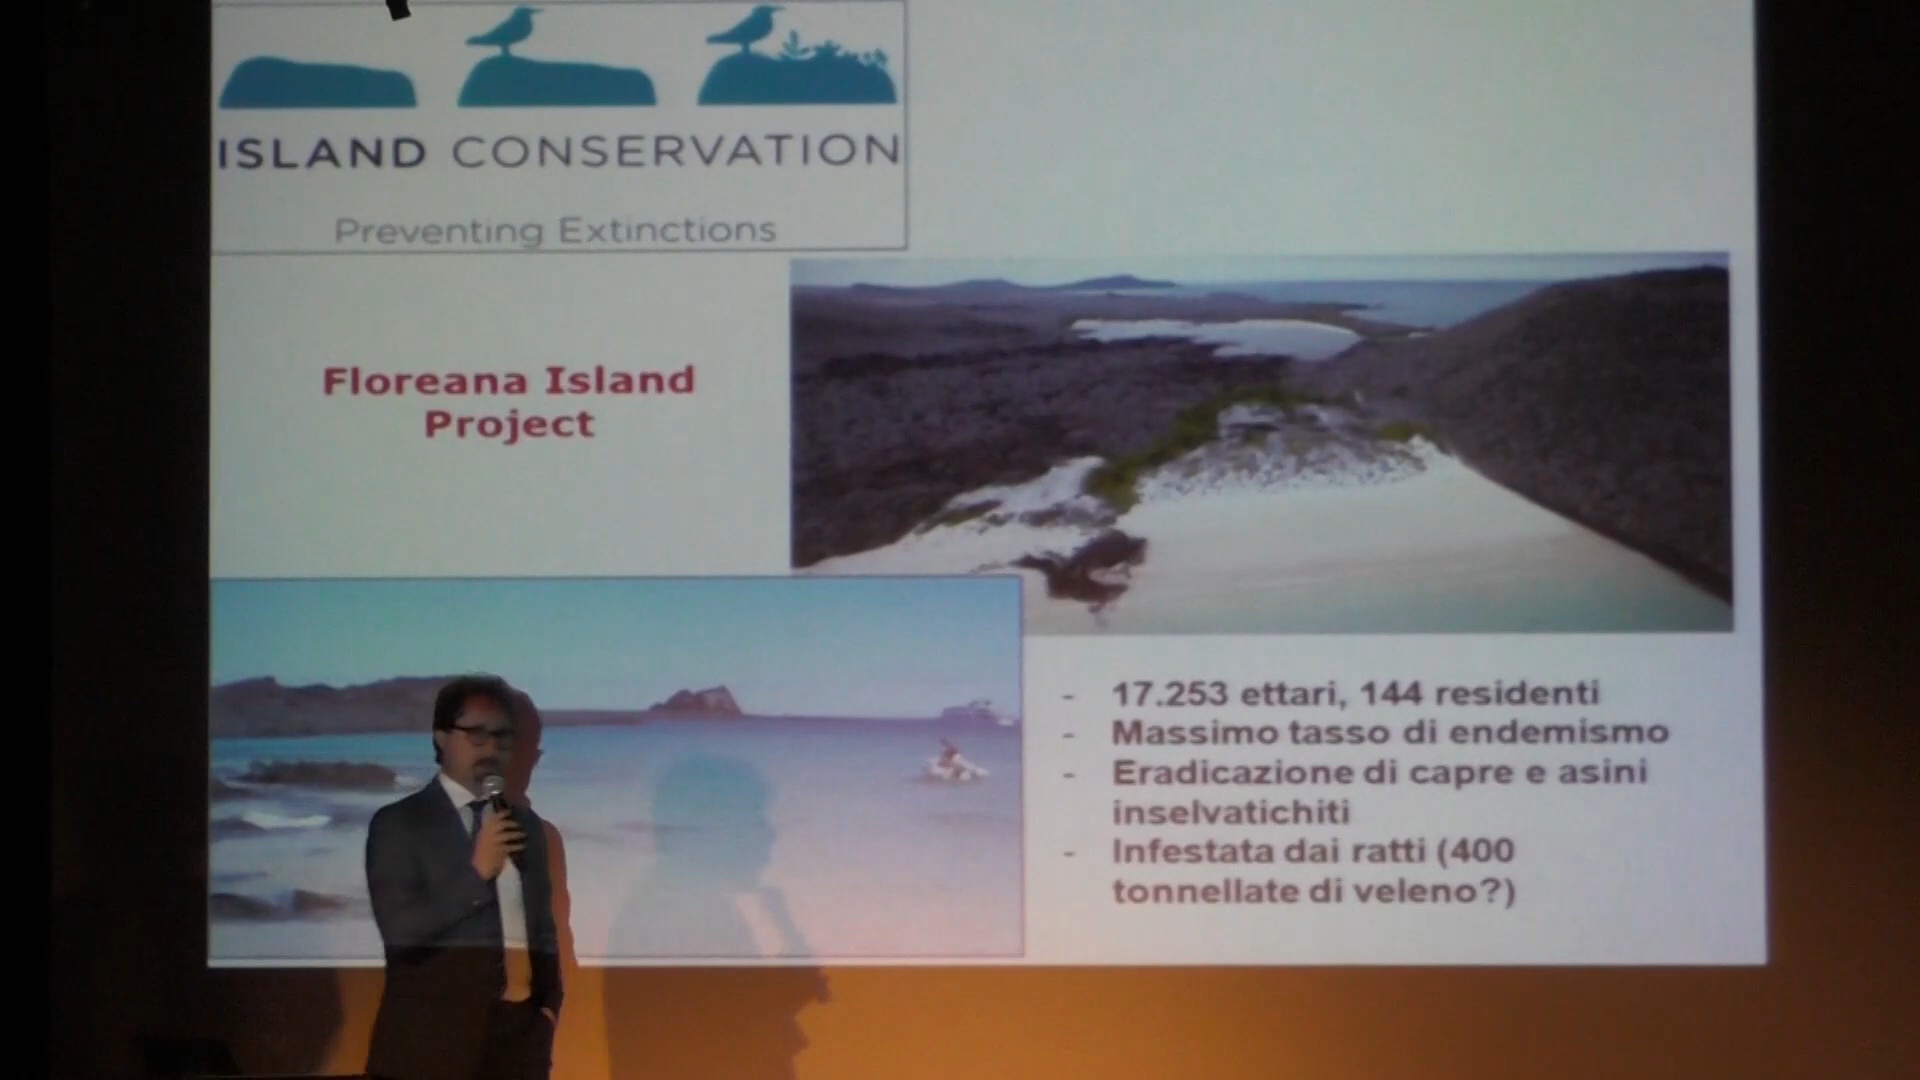 ISLAND CONSERVATION
Preventing Extinctions
Floreana Island
Project
- 17.253 ettari, 144 residenti
- Massimo tasso di endemismo
- Eradicazione di capre e asini
inselvatichiti
- Infestata dai ratti (400
tonnellate di veleno?)